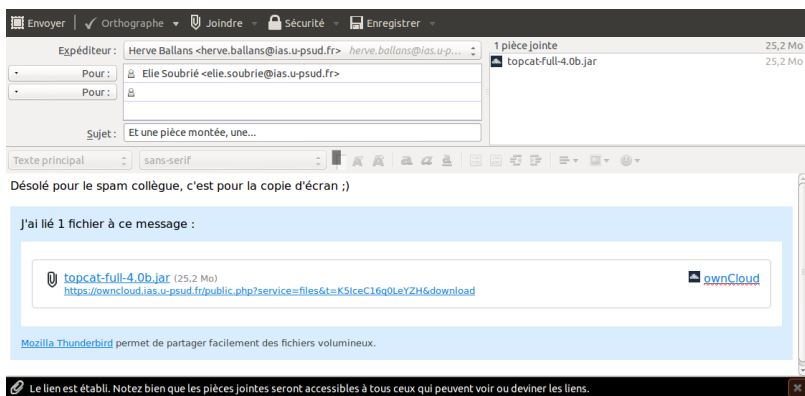 Envoyer Orthographe Joindre Sécurité Enregistrer
Expéditeur : Herve Ballans <herve.ballans@ias.u-psud.fr> herve.ballans@ias.u-p...
1 pièce jointe 25,2 Mo
topcat-full-4.0b.jar 25,2 Mo
Pour : Elie Soubrié <elie.soubrie@ias.u-psud.fr>
Pour :
Sujet : Et une pièce montée, une...
Texte principal sans-serif
Désolé pour le spam collègue, c'est pour la copie d'écran ;)
J'ai lié 1 fichier à ce message :
topcat-full-4.0b.jar (25,2 Mo) ownCloud
https://owncloud.ias.u-psud.fr/public.php?service=files&t=K5IceC16q0LeYZH&download
Mozilla Thunderbird permet de partager facilement des fichiers volumineux.
Le lien est établi. Notez bien que les pièces jointes seront accessibles à tous ceux qui peuvent voir ou deviner les liens.